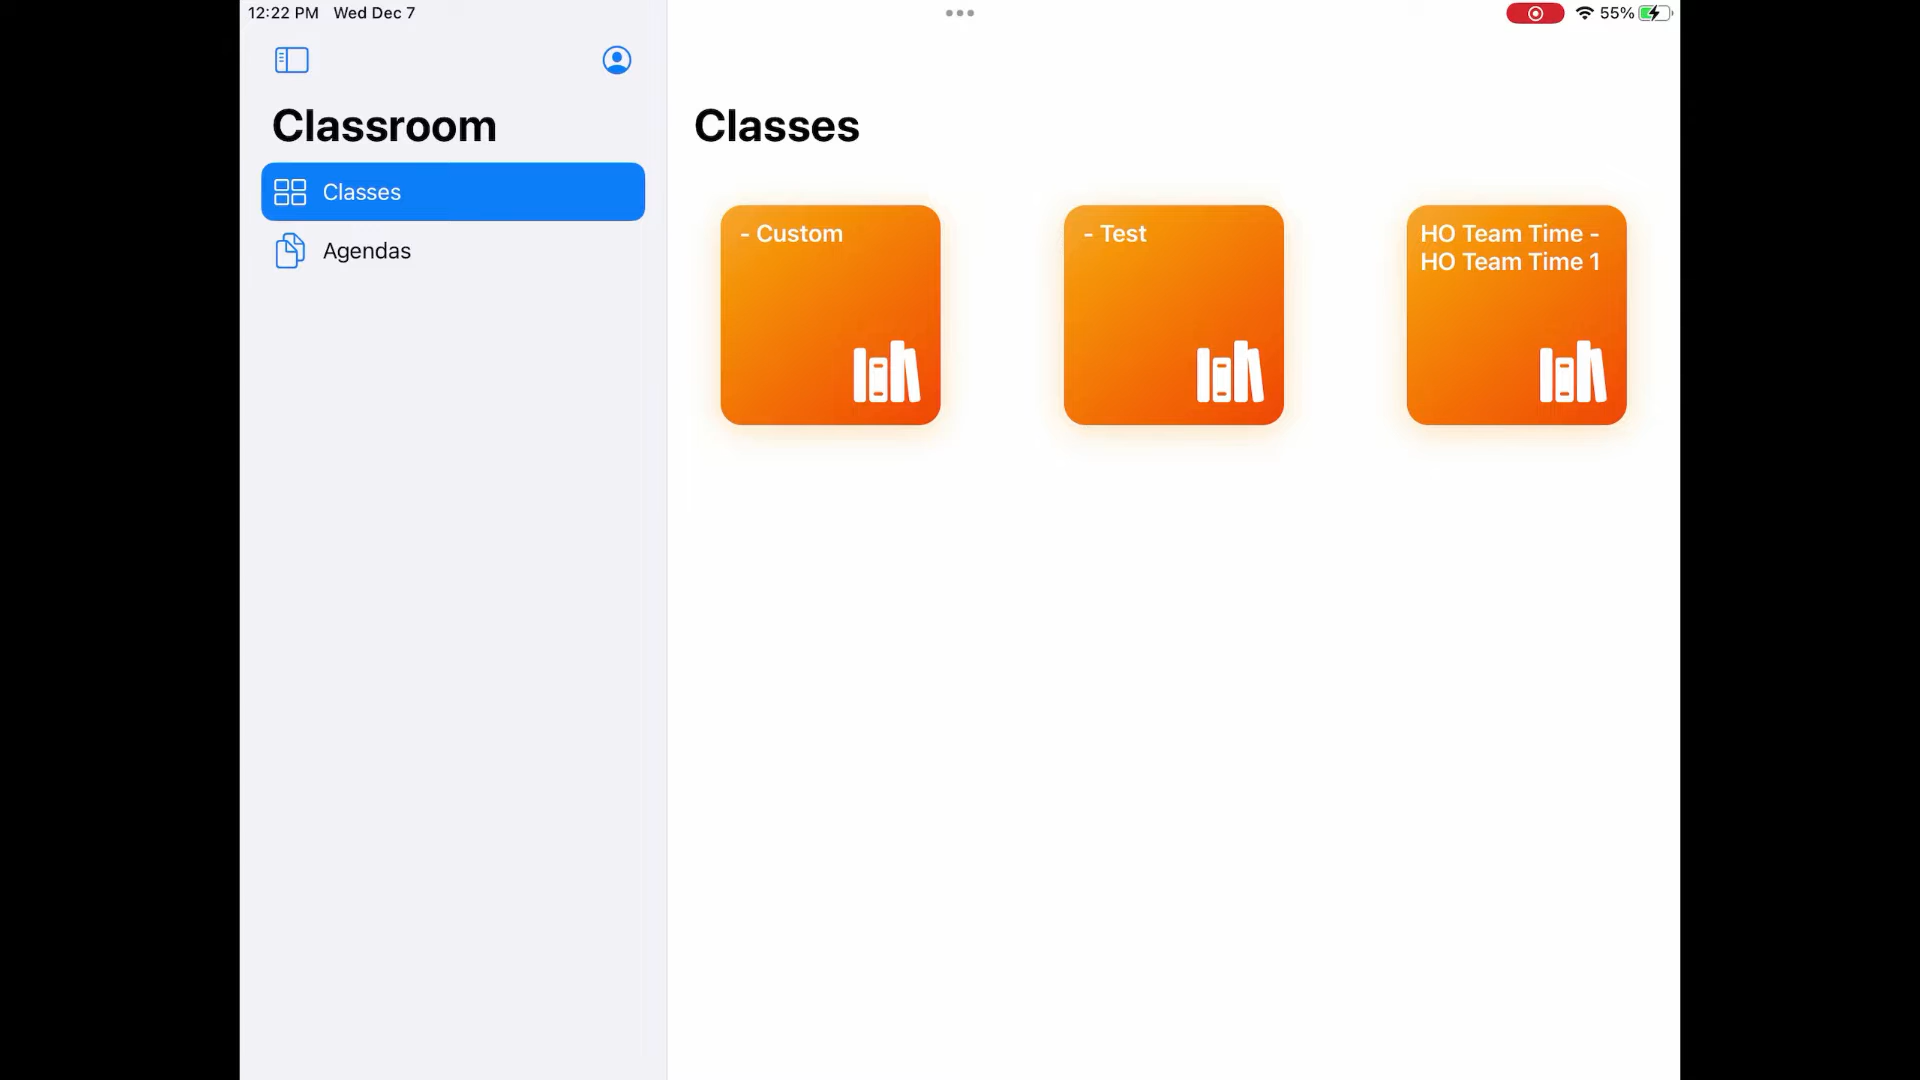 12:22 PM Wed Dec 7
55%
Classroom
Classes
Agendas
Classes
- Custom
- Test
HO Team Time -
HO Team Time 1